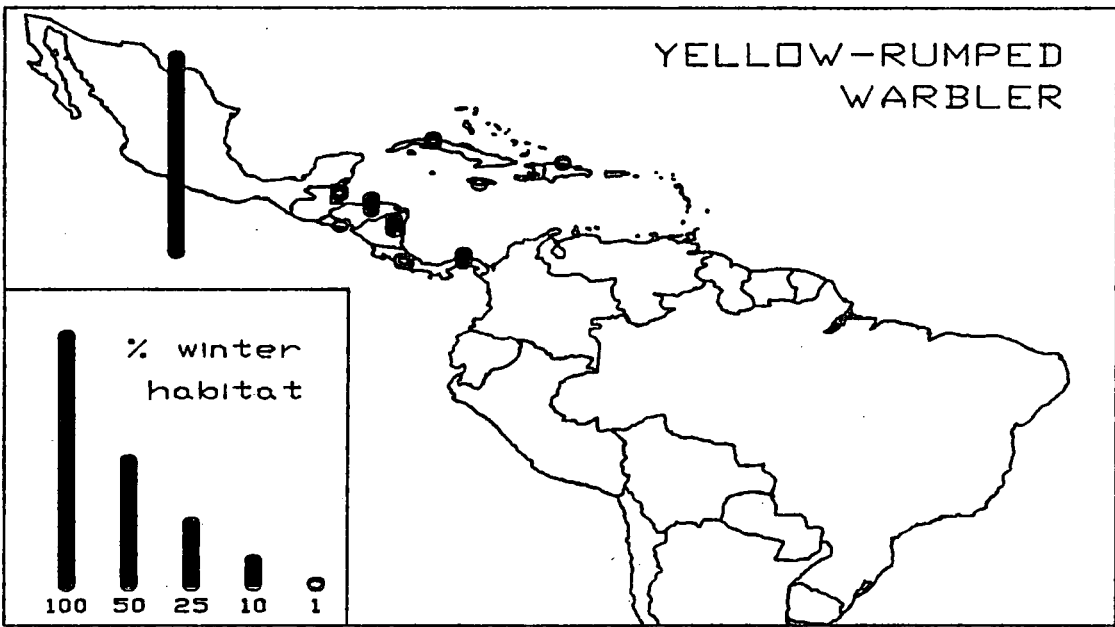 YELLOW-RUMPED
WARBLER
% winter
habitat
100 50 25 10 1